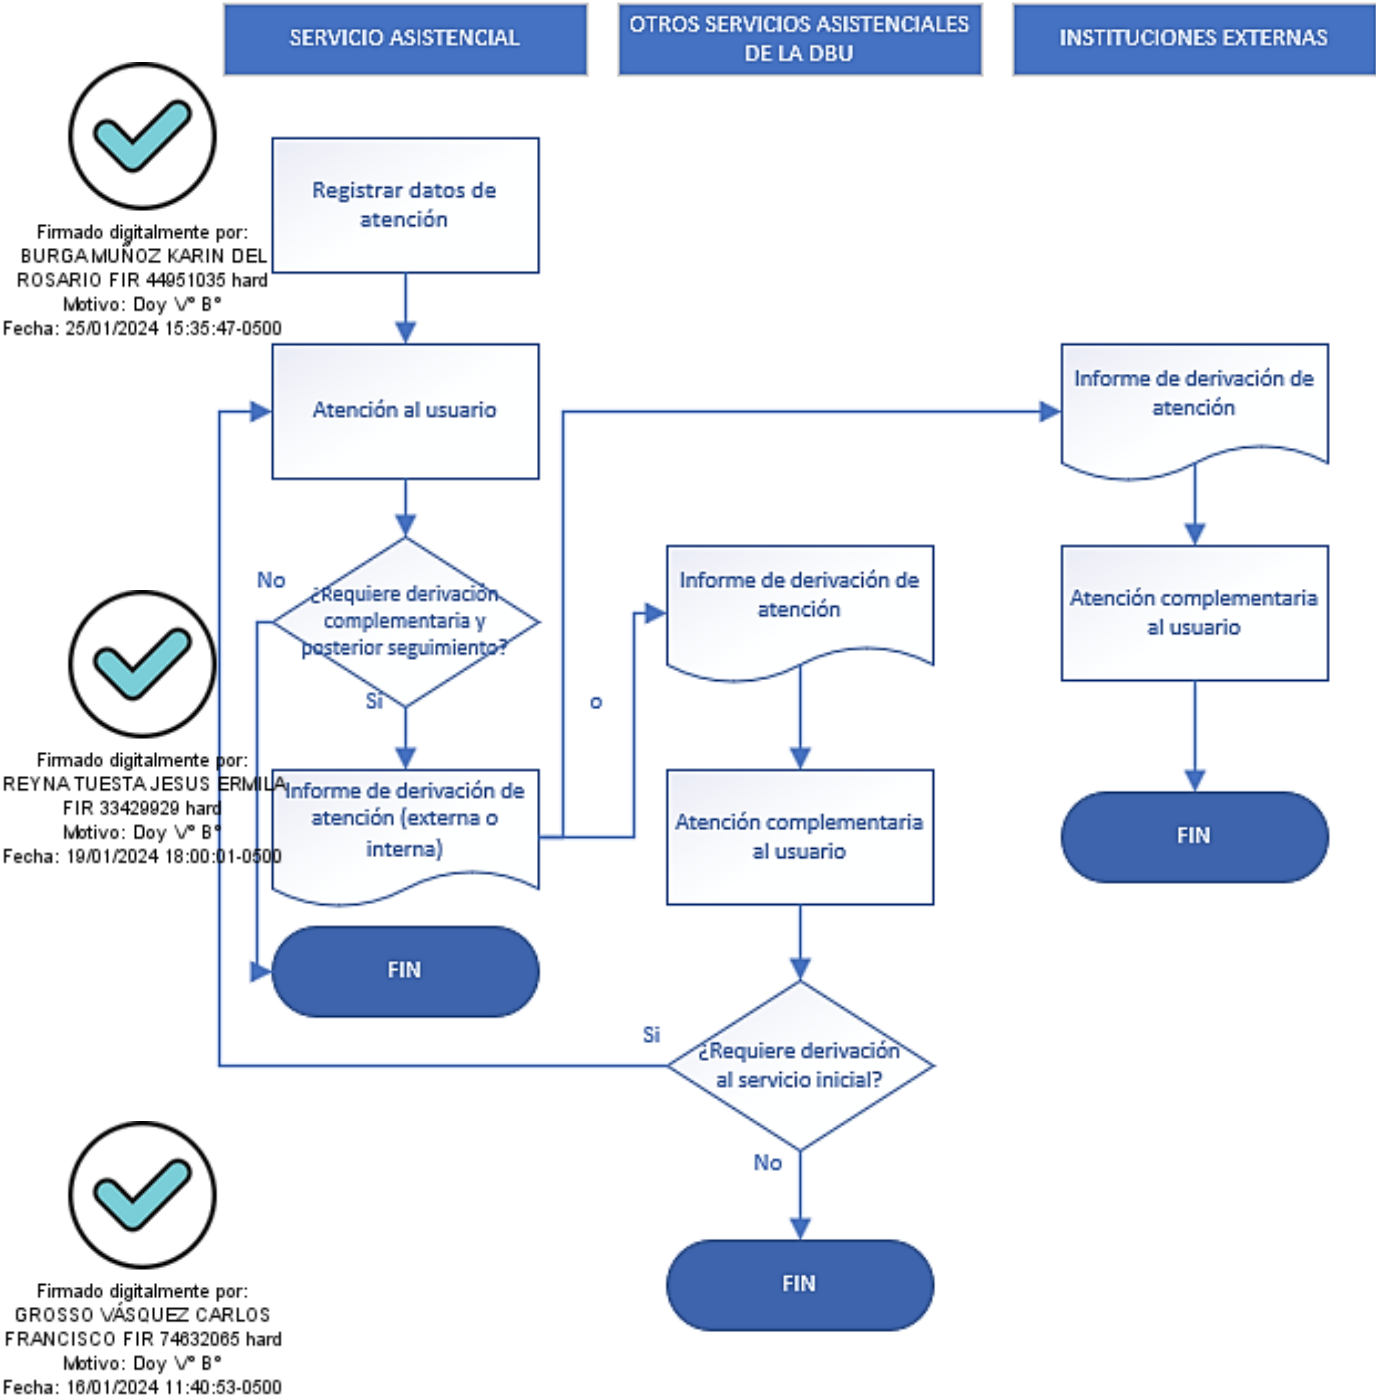 SERVICIO ASISTENCIAL
OTROS SERVICIOS ASISTENCIALES
DE LA DBU
INSTITUCIONES EXTERNAS
Registrar datos de
atención
Firmado digitalmente por:
BURGA MUÑOZ KARIN DEL
ROSARIO FIR 44951035 hard
Motivo: Doy V° B°
Fecha: 25/01/2024 15:35:47-0500
Atención al usuario
Informe de derivación de
atención
No
¿Requiere derivación
complementaria y
posterior seguimiento?
Si
o
Informe de derivación de
atención
Atención complementaria
al usuario
Firmado digitalmente por:
REYNA TUESTA JESUS ERMILA
FIR 33429929 hard
Motivo: Doy V° B°
Fecha: 19/01/2024 18:00:01-0500
Informe de derivación de
atención (externa o
interna)
Atención complementaria
al usuario
FIN
FIN
Si
¿Requiere derivación
al servicio inicial?
No
FIN
Firmado digitalmente por:
GROSSO VÁSQUEZ CARLOS
FRANCISCO FIR 74632065 hard
Motivo: Doy V° B°
Fecha: 16/01/2024 11:40:53-0500